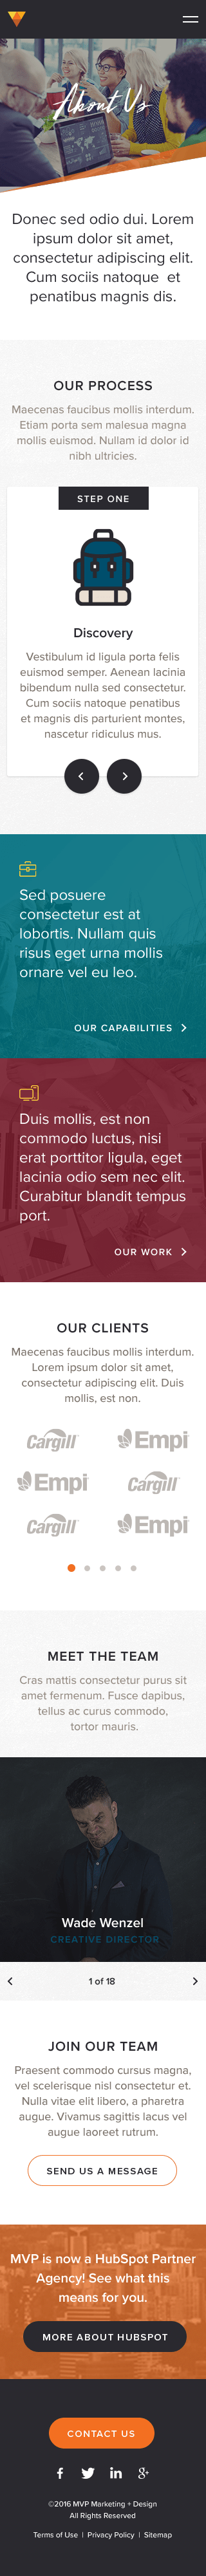 About Us
Donec sed odio dui. Lorem
ipsum dolor sit amet,
consectetur adipiscing elit.
Cum sociis natoque et
penatibus magnis dis.
OUR PROCESS
Maecenas faucibus mollis interdum.
Etiam porta sem malesua magna
mollis euismod. Nullam id dolor id
nibh ultricies.
STEP ONE
Discovery
Vestibulum id ligula porta felis
euismod semper. Aenean lacinia
bibendum nulla sed consectetur.
Cum sociis natoque penatibus
et magnis dis parturient montes,
nascetur ridiculus mus.
Sed posuere
consectetur est at
lobortis. Nullam quis
risus eget urna mollis
ornare vel eu leo.
OUR CAPABILITIES
Duis mollis, est non
commodo luctus, nisi
erat porttitor ligula, eget
lacinia odio sem nec elit.
Curabitur blandit tempus
port.
OUR WORK
OUR CLIENTS
Maecenas faucibus mollis interdum.
Lorem ipsum dolor sit amet,
consectetur adipiscing elit. Duis
mollis, est non.
Cargill Empi
Empi Cargill
Cargill Empi
MEET THE TEAM
Cras mattis consectetur purus sit
amet fermenum. Fusce dapibus,
tellus ac curus commodo,
tortor mauris.
Wade Wenzel
CREATIVE DIRECTOR
1 of 18
JOIN OUR TEAM
Praesent commodo cursus magna,
vel scelerisque nisl consectetur et.
Nulla vitae elit libero, a pharetra
augue. Vivamus sagittis lacus vel
augue laoreet rutrum.
SEND US A MESSAGE
MVP is now a HubSpot Partner
Agency! See what this
means for you.
MORE ABOUT HUBSPOT
CONTACT US
©2016 MVP Marketing + Design
All Rights Reserved
Terms of Use | Privacy Policy | Sitemap